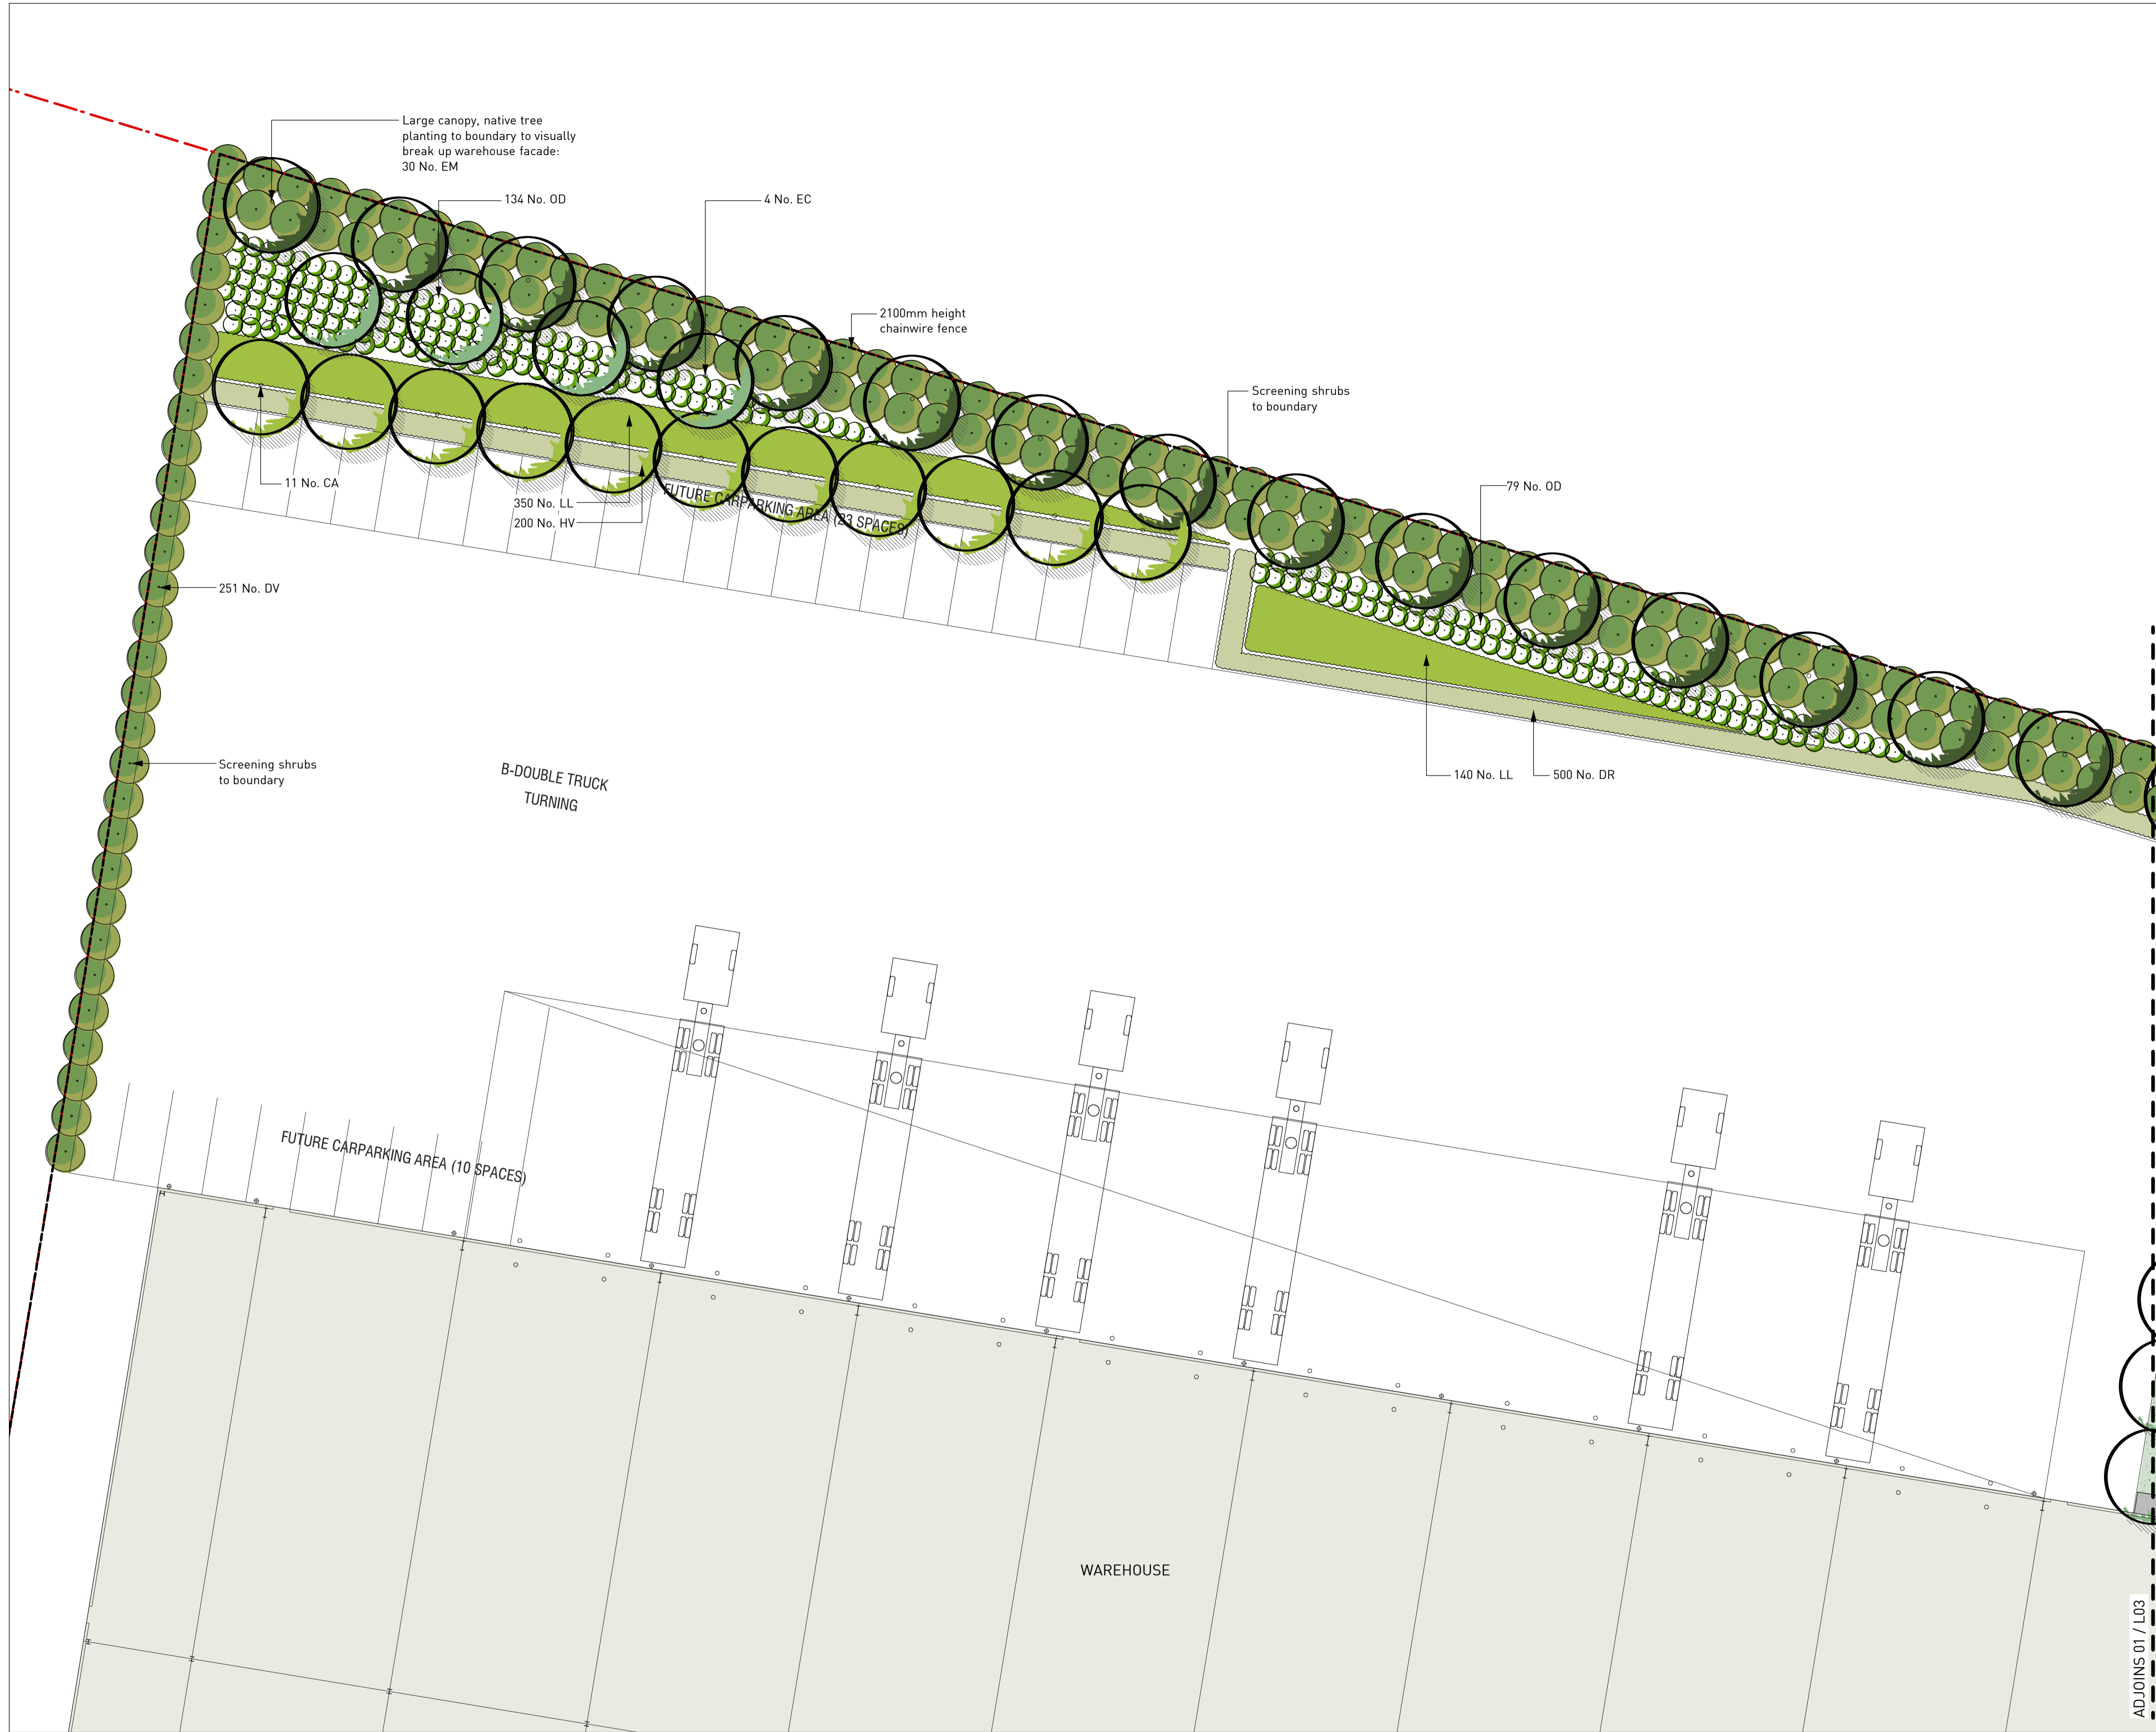 Large canopy, native tree
planting to boundary to visually
break up warehouse facade:
30 No. EM
134 No. OD
4 No. EC
2100mm height
chainwire fence
Screening shrubs
to boundary
11 No. CA
350 No. LL
200 No. HV
FUTURE CARPARKING AREA (23 SPACES)
79 No. OD
251 No. DV
Screening shrubs
to boundary
B-DOUBLE TRUCK
TURNING
140 No. LL
500 No. DR
FUTURE CARPARKING AREA (10 SPACES)
WAREHOUSE
ADJOINS 01 / L03